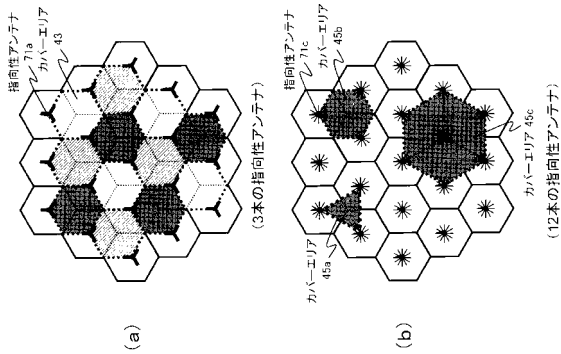 (a)
指向性アンテナ
71a
カバーエリア
43
(3本の指向性アンテナ)
(b)
カバーエリア
45a
指向性アンテナ
71c
カバーエリア
45b
カバーエリア 45c
(12本の指向性アンテナ)